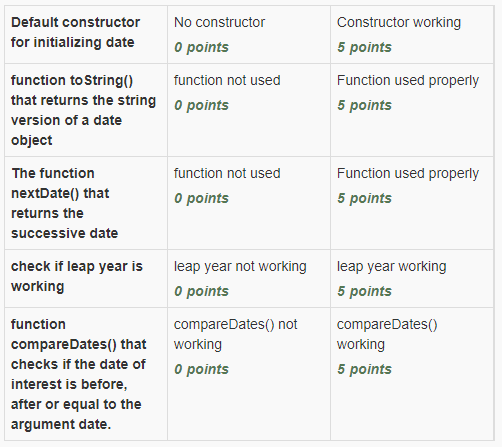 Default constructor
for initializing date
No constructor
0 points
Constructor working
5 points
function toString()
that returns the string
version of a date
object
function not used
0 points
Function used properly
5 points
The function
nextDate() that
returns the
successive date
function not used
0 points
Function used properly
5 points
check if leap year is
working
leap year not working
0 points
leap year working
5 points
function
compareDates() that
checks if the date of
interest is before,
after or equal to the
argument date.
compareDates() not
working
0 points
compareDates()
working
5 points